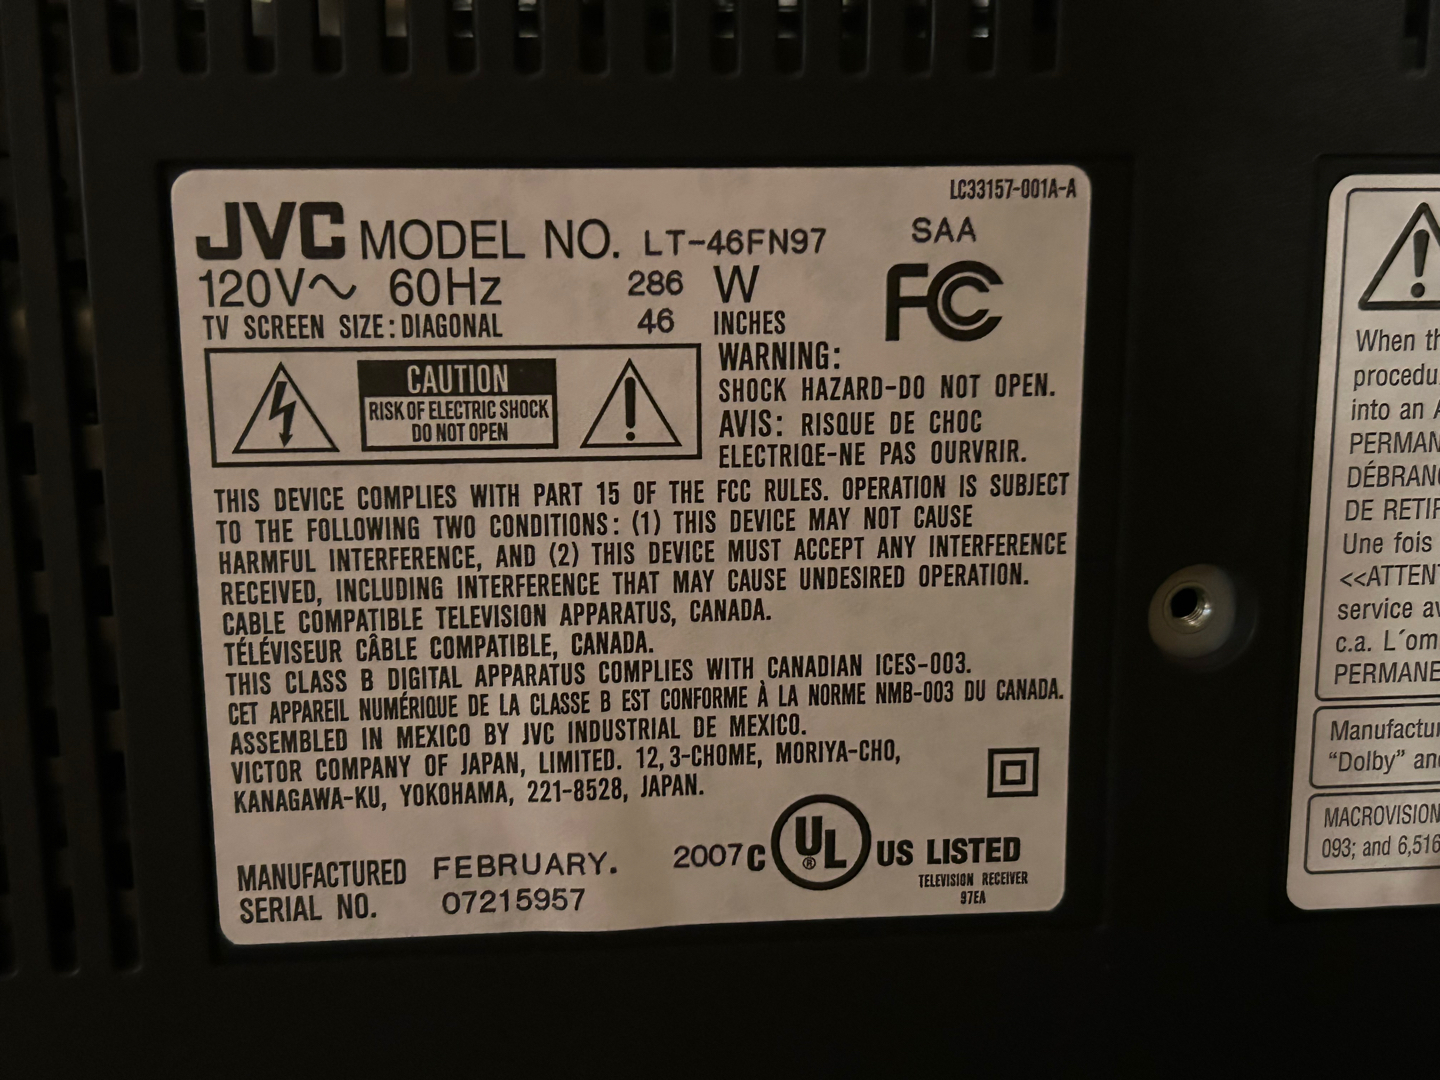 LC33157-001A-A
JVC MODEL NO. LT-46FN97 SAA
120V~ 60Hz 286 W FC
TV SCREEN SIZE:DIAGONAL 46 INCHES
CAUTION
RISK OF ELECTRIC SHOCK
DO NOT OPEN
WARNING:
SHOCK HAZARD-DO NOT OPEN.
AVIS: RISQUE DE CHOC
ELECTRIQE-NE PAS OURVRIR.
THIS DEVICE COMPLIES WITH PART 15 OF THE FCC RULES. OPERATION IS SUBJECT
TO THE FOLLOWING TWO CONDITIONS: (1) THIS DEVICE MAY NOT CAUSE
HARMFUL INTERFERENCE, AND (2) THIS DEVICE MUST ACCEPT ANY INTERFERENCE
RECEIVED, INCLUDING INTERFERENCE THAT MAY CAUSE UNDESIRED OPERATION.
CABLE COMPATIBLE TELEVISION APPARATUS, CANADA.
TÉLÉVISEUR CÂBLE COMPATIBLE, CANADA.
THIS CLASS B DIGITAL APPARATUS COMPLIES WITH CANADIAN ICES-003.
CET APPAREIL NUMÉRIQUE DE LA CLASSE B EST CONFORME À LA NORME NMB-003 DU CANADA.
ASSEMBLED IN MEXICO BY JVC INDUSTRIAL DE MEXICO.
VICTOR COMPANY OF JAPAN, LIMITED. 12,3-CHOME, MORIYA-CHO,
KANAGAWA-KU, YOKOHAMA, 221-8528, JAPAN.
MANUFACTURED FEBRUARY. 2007
SERIAL NO. 07215957
C UL ® US LISTED
TELEVISION RECEIVER
97EA
When th
procedu
into an
PERMAN
DÉBRANC
DE RETIR
Une fois
<<ATTENT
service av
c.a. L´om
PERMANE
Manufactu
“Dolby” an
MACROVISION
093; and 6,516